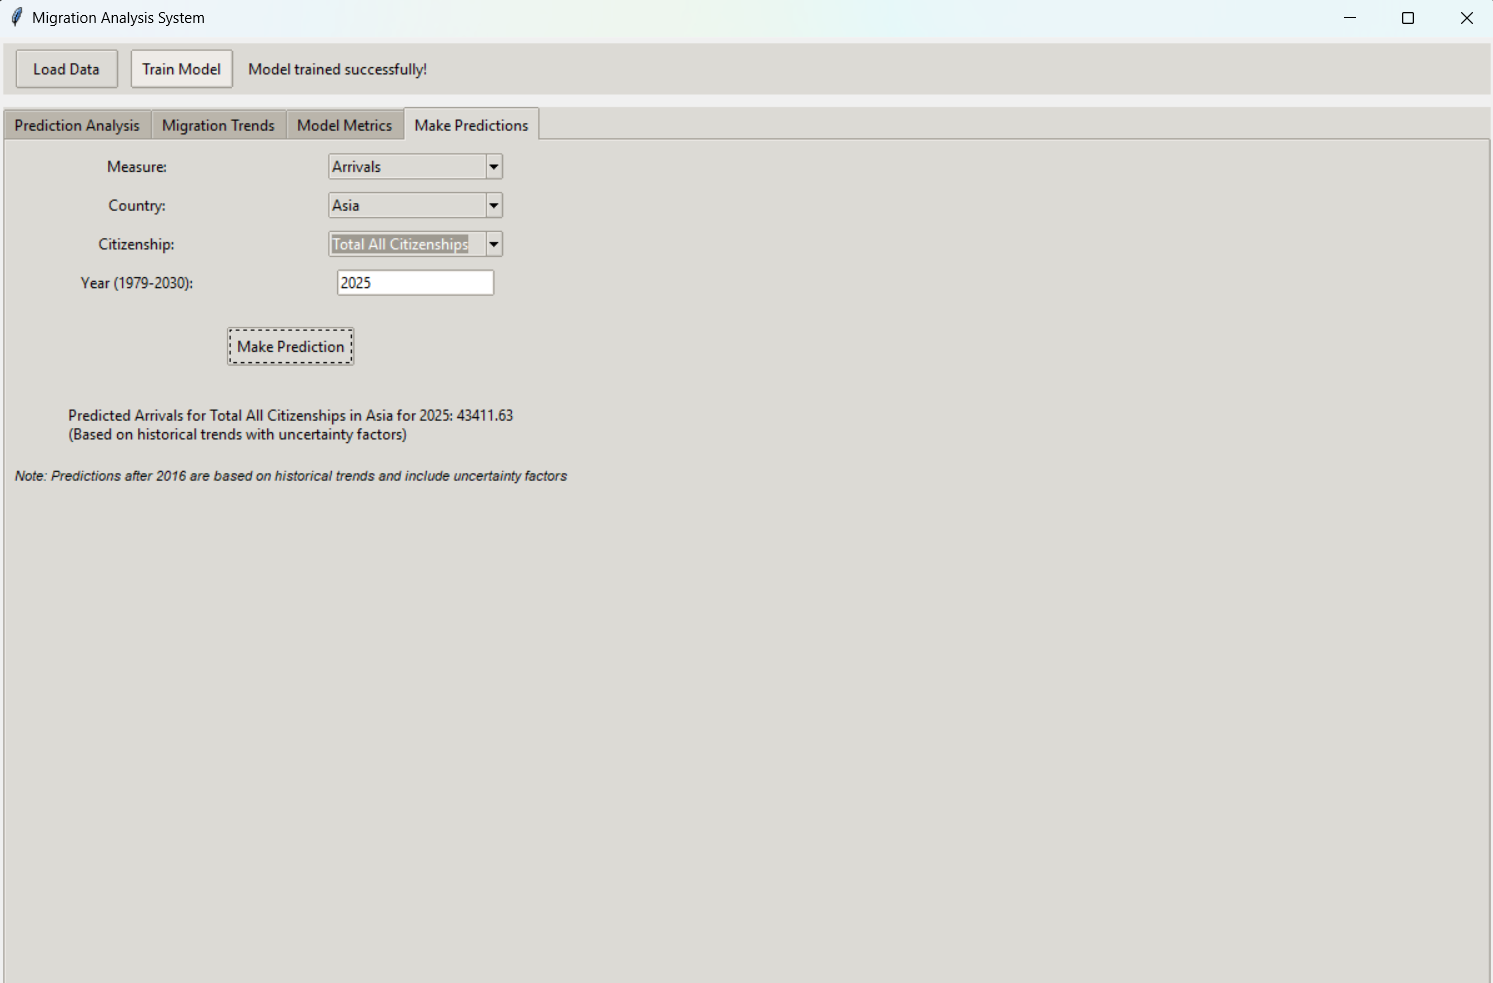 Migration Analysis System
Load Data Train Model Model trained successfully!
Prediction Analysis Migration Trends Model Metrics Make Predictions
Measure: Arrivals
Country: Asia
Citizenship: Total All Citizenships
Year (1979-2030): 2025
Make Prediction
Predicted Arrivals for Total All Citizenships in Asia for 2025: 43411.63
(Based on historical trends with uncertainty factors)
Note: Predictions after 2016 are based on historical trends and include uncertainty factors